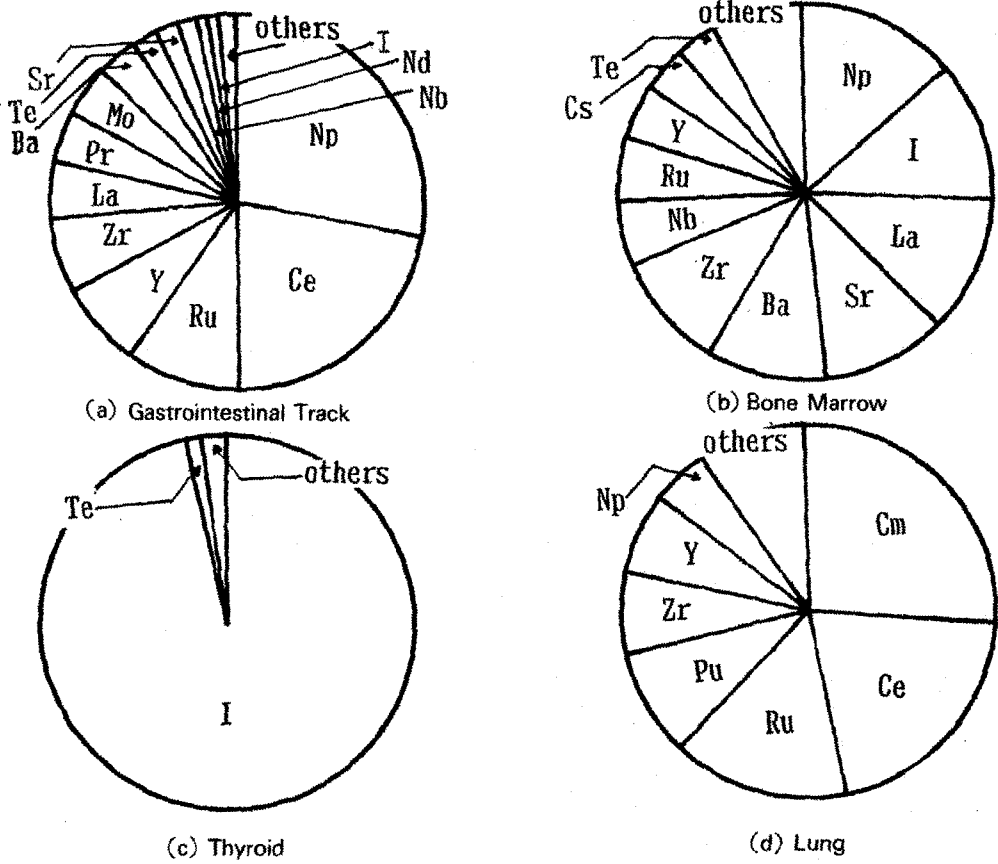 others
I
Nd
Nb
Sr
Te
Ba
Mo
Pr
La
Zr
Y
Ru
Np
Ce
(a) Gastrointestinal Track
others
Te
Cs
Y
Ru
Nb
Zr
Ba
Sr
La
I
Np
(b) Bone Marrow
others
Te
I
(c) Thyroid
others
Np
Y
Zr
Pu
Ru
Ce
Cm
(d) Lung